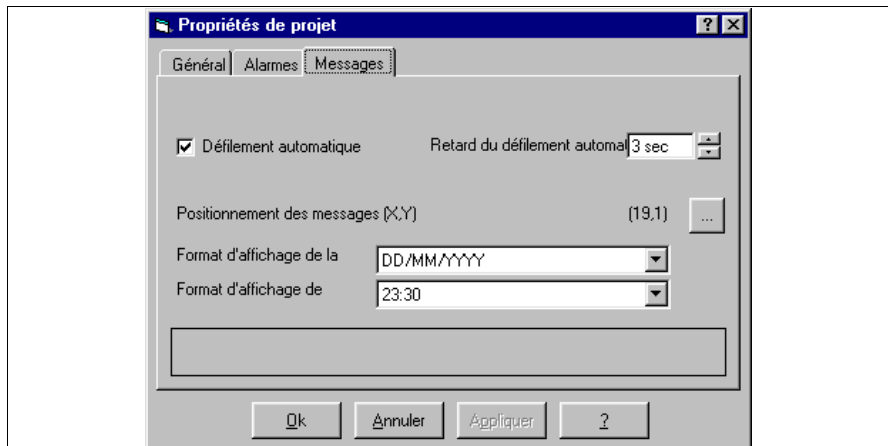 Propriétés de projet
Général Alarmes Messages
Défilement automatique Retard du défilement automat 3 sec
Positionnement des messages (X,Y) (19,1) ...
Format d'affichage de la DD/MM/YYYY
Format d'affichage de 23:30
Ok Annuler Appliquer ?